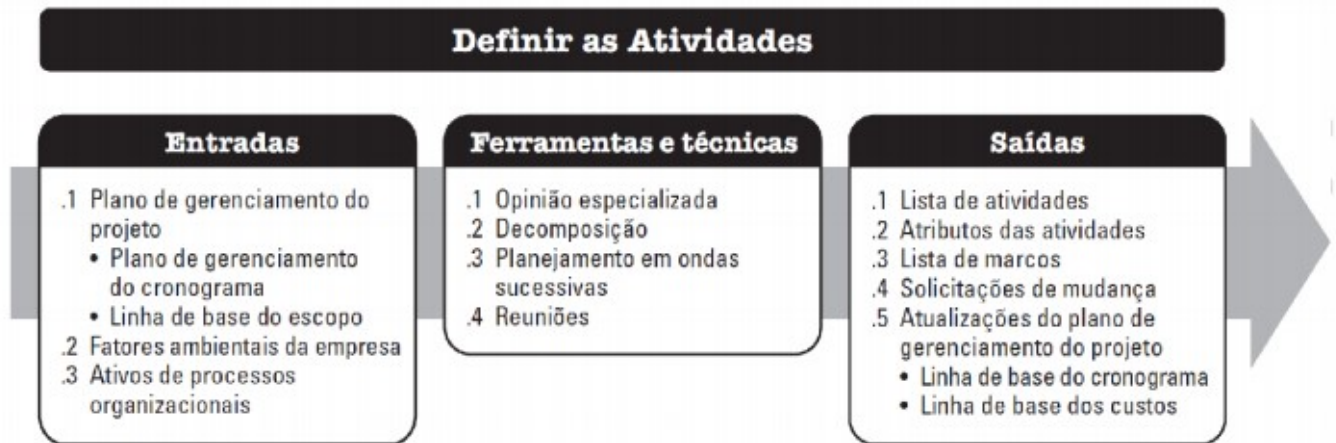 Definir as Atividades
Entradas
.1 Plano de gerenciamento do
projeto
• Plano de gerenciamento
do cronograma
• Linha de base do escopo
.2 Fatores ambientais da empresa
.3 Ativos de processos
organizacionais
Ferramentas e técnicas
.1 Opinião especializada
.2 Decomposição
.3 Planejamento em ondas
sucessivas
.4 Reuniões
Saídas
.1 Lista de atividades
.2 Atributos das atividades
.3 Lista de marcos
.4 Solicitações de mudança
.5 Atualizações do plano de
gerenciamento do projeto
• Linha de base do cronograma
• Linha de base dos custos